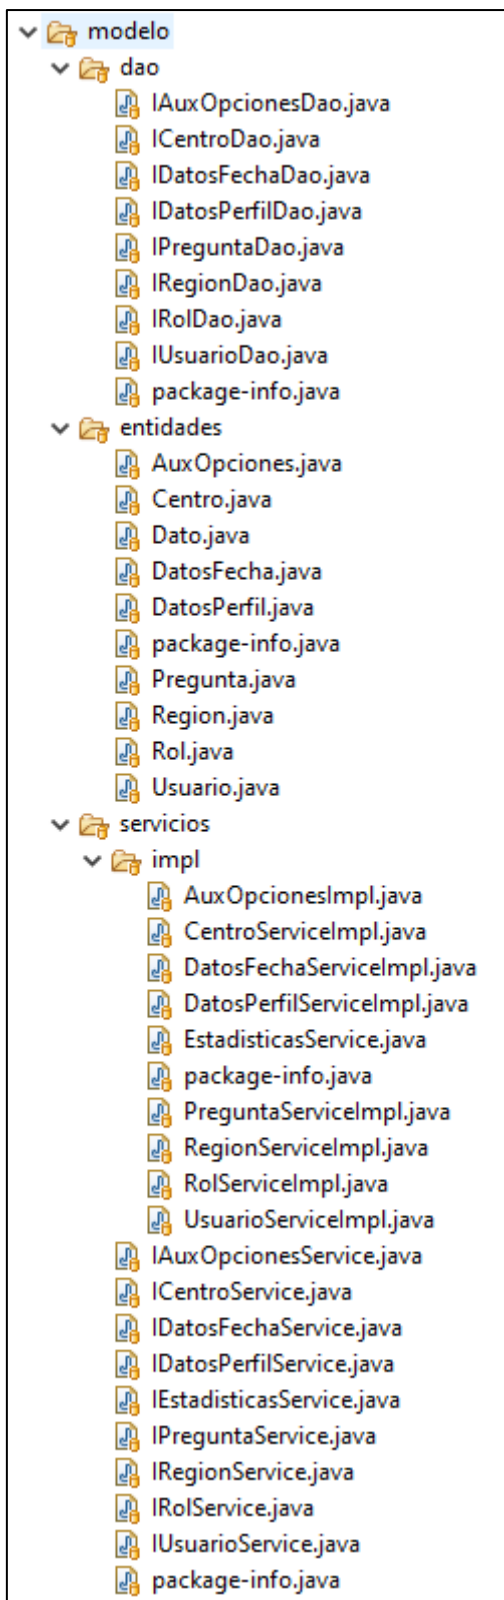 modelo
dao
IAuxOpcionesDao.java
ICentroDao.java
IDatosFechaDao.java
IDatosPerfilDao.java
IPreguntaDao.java
IRegionDao.java
IRolDao.java
IUsuarioDao.java
package-info.java
entidades
AuxOpciones.java
Centro.java
Dato.java
DatosFecha.java
DatosPerfil.java
package-info.java
Pregunta.java
Region.java
Rol.java
Usuario.java
servicios
impl
AuxOpcionesImpl.java
CentroServiceImpl.java
DatosFechaServiceImpl.java
DatosPerfilServiceImpl.java
EstadisticasService.java
package-info.java
PreguntaServiceImpl.java
RegionServiceImpl.java
RolServiceImpl.java
UsuarioServiceImpl.java
IAuxOpcionesService.java
ICentroService.java
IDatosFechaService.java
IDatosPerfilService.java
IEstadisticasService.java
IPreguntaService.java
IRegionService.java
IRolService.java
IUsuarioService.java
package-info.java